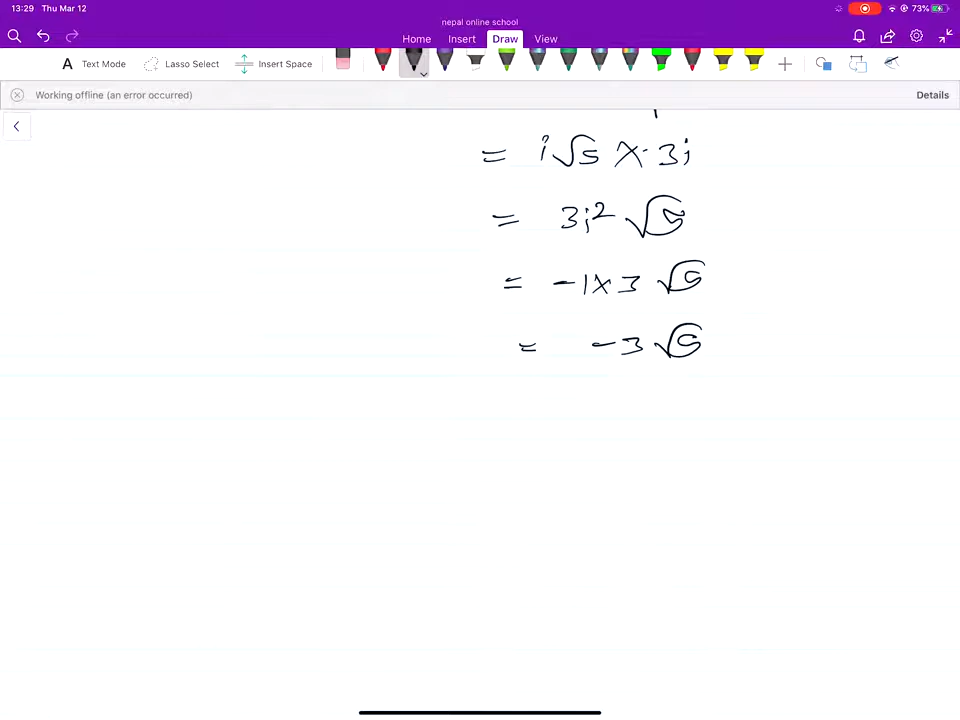 13:29 Thu Mar 12
73%
nepal online school
Home Insert Draw View
A Text Mode Lasso Select Insert Space
Working offline (an error occurred) Details
= i√5 × 3i
= 3i² √5
= -1×3 √5
= -3 √5